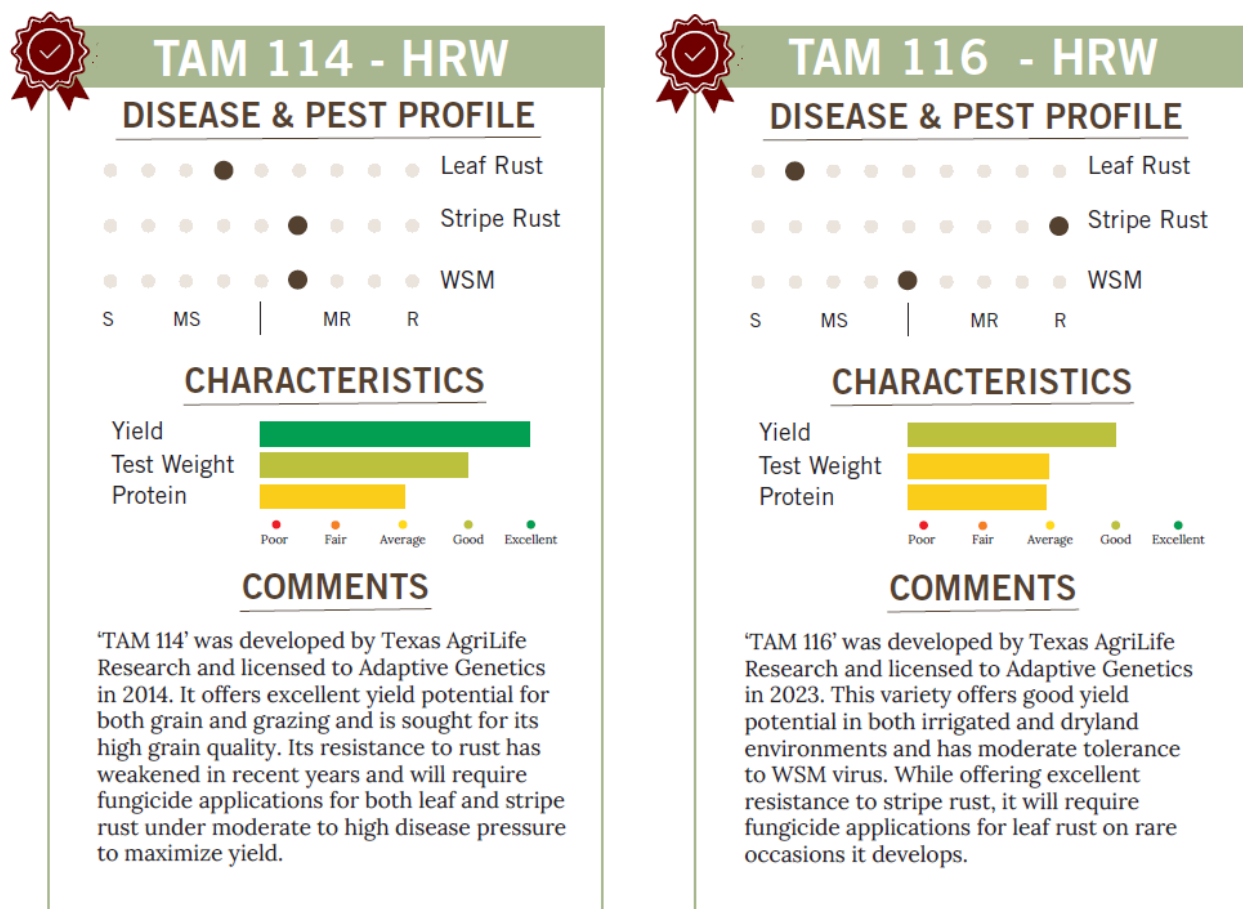 TAM 114 - HRW
DISEASE & PEST PROFILE
Leaf Rust
Stripe Rust
WSM
S MS MR R
CHARACTERISTICS
Yield
Test Weight
Protein
Poor Fair Average Good Excellent
COMMENTS
‘TAM 114’ was developed by Texas AgriLife
Research and licensed to Adaptive Genetics
in 2014. It offers excellent yield potential for
both grain and grazing and is sought for its
high grain quality. Its resistance to rust has
weakened in recent years and will require
fungicide applications for both leaf and stripe
rust under moderate to high disease pressure
to maximize yield.
TAM 116 - HRW
DISEASE & PEST PROFILE
Leaf Rust
Stripe Rust
WSM
S MS MR R
CHARACTERISTICS
Yield
Test Weight
Protein
Poor Fair Average Good Excellent
COMMENTS
‘TAM 116’ was developed by Texas AgriLife
Research and licensed to Adaptive Genetics
in 2023. This variety offers good yield
potential in both irrigated and dryland
environments and has moderate tolerance
to WSM virus. While offering excellent
resistance to stripe rust, it will require
fungicide applications for leaf rust on rare
occasions it develops.